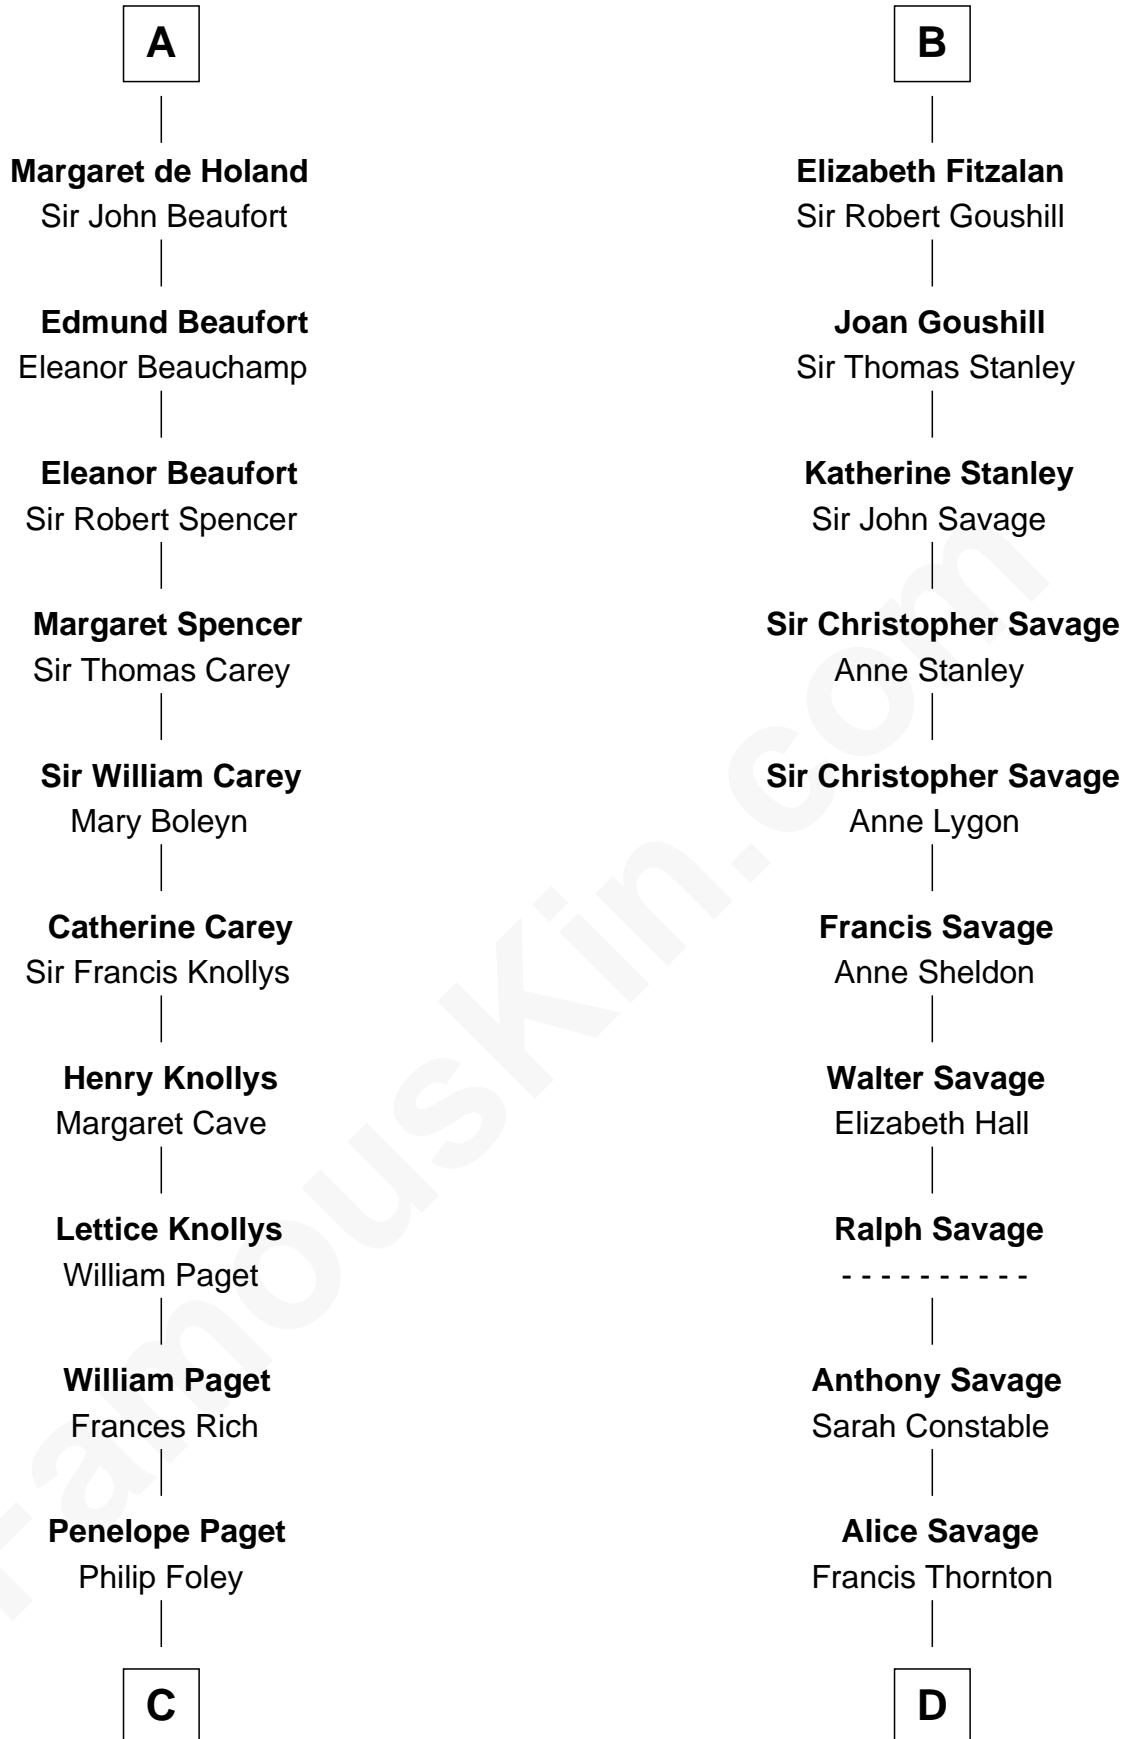 A
Margaret de Holand
Sir John Beaufort
Edmund Beaufort
Eleanor Beauchamp
Eleanor Beaufort
Sir Robert Spencer
Margaret Spencer
Sir Thomas Carey
Sir William Carey
Mary Boleyn
Catherine Carey
Sir Francis Knollys
Henry Knollys
Margaret Cave
Lettice Knollys
William Paget
William Paget
Frances Rich
Penelope Paget
Philip Foley
C
B
Elizabeth Fitzalan
Sir Robert Goushill
Joan Goushill
Sir Thomas Stanley
Katherine Stanley
Sir John Savage
Sir Christopher Savage
Anne Stanley
Sir Christopher Savage
Anne Lygon
Francis Savage
Anne Sheldon
Walter Savage
Elizabeth Hall
Ralph Savage
- - - - - - - - - -
Anthony Savage
Sarah Constable
Alice Savage
Francis Thornton
D
FamousKin.com